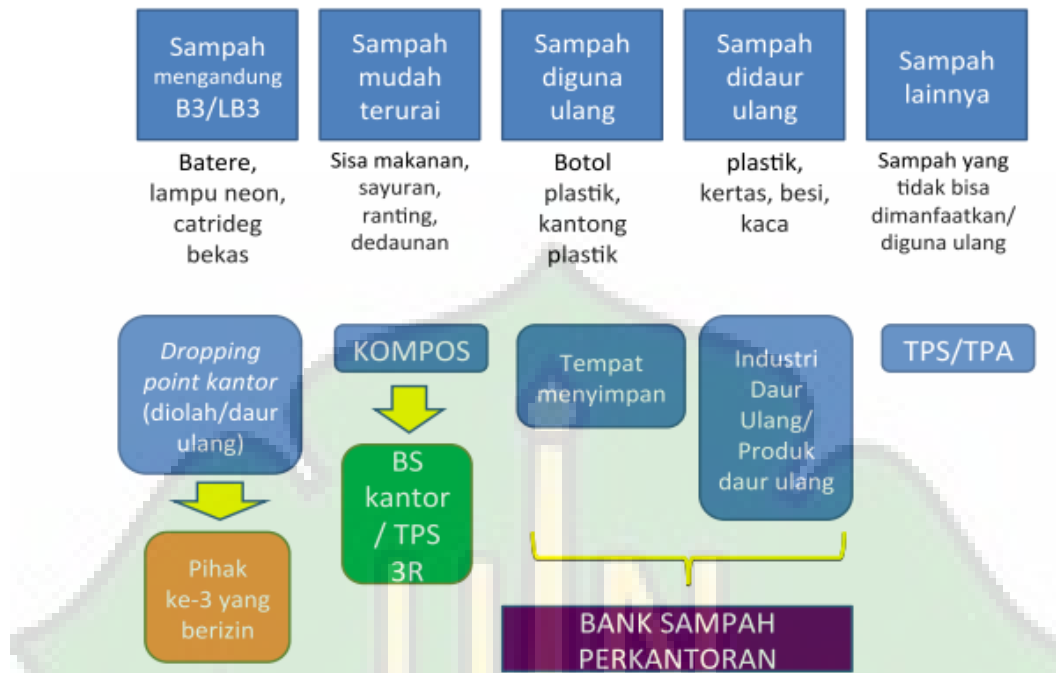 Sampah
mengandung
B3/LB3
Sampah
mudah
terurai
Sampah
diguna
ulang
Sampah
didaur
ulang
Sampah
lainnya
Batere,
lampu neon,
catrideg
bekas
Sisa makanan,
sayuran,
ranting,
dedaunan
Botol
plastik,
kantong
plastik
plastik,
kertas, besi,
kaca
Sampah yang
tidak bisa
dimanfaatkan/
diguna ulang
Dropping
point kantor
(diolah/daur
ulang)
KOMPOS
Tempat
menyimpan
Industri
Daur
Ulang/
Produk
daur ulang
TPS/TPA
Pihak
ke-3 yang
berizin
BS
kantor
/ TPS
3R
BANK SAMPAH
PERKANTORAN